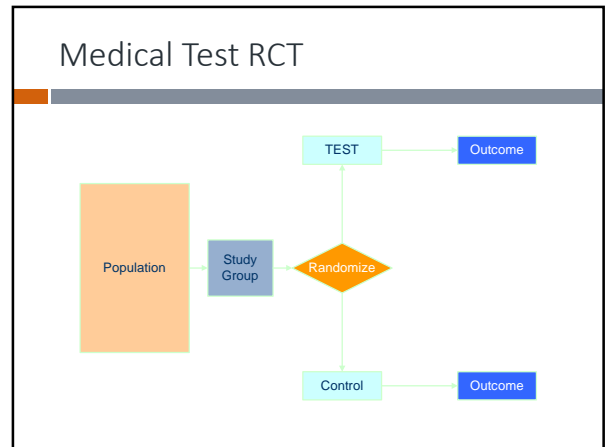 Medical Test RCT
TEST
Outcome
Population
Study
Group
Randomize
Control
Outcome